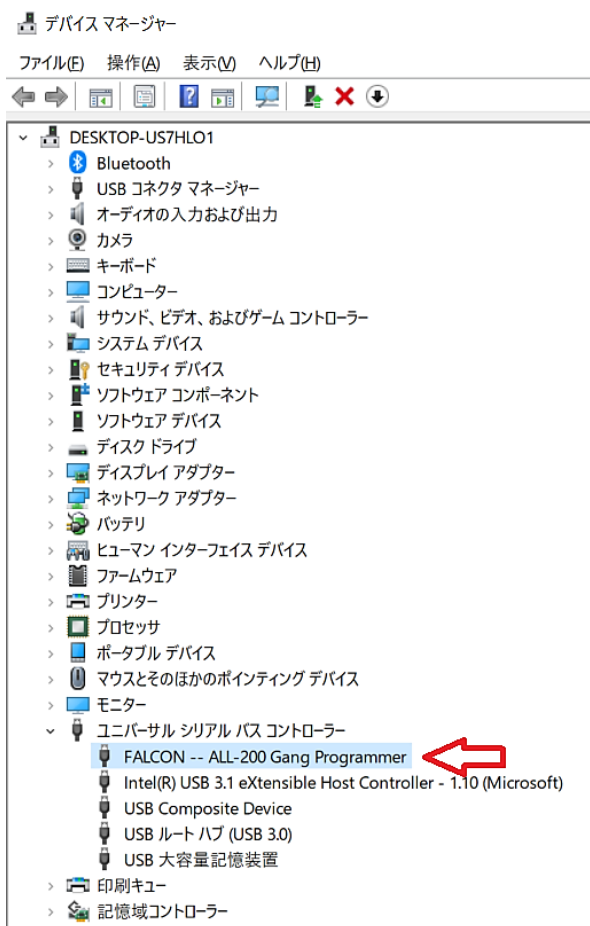 デバイス マネージャー
ファイル(F) 操作(A) 表示(V) ヘルプ(H)
DESKTOP-US7HLO1
Bluetooth
USB コネクタ マネージャー
オーディオの入力および出力
カメラ
キーボード
コンピューター
サウンド、ビデオ、およびゲーム コントローラー
システム デバイス
セキュリティ デバイス
ソフトウェア コンポーネント
ソフトウェア デバイス
ディスク ドライブ
ディスプレイ アダプター
ネットワーク アダプター
バッテリ
ヒューマン インターフェイス デバイス
ファームウェア
プリンター
プロセッサ
ポータブル デバイス
マウスとそのほかのポインティング デバイス
モニター
ユニバーサル シリアル バス コントローラー
FALCON -- ALL-200 Gang Programmer
Intel(R) USB 3.1 eXtensible Host Controller - 1.10 (Microsoft)
USB Composite Device
USB ルート ハブ (USB 3.0)
USB 大容量記憶装置
印刷キュー
記憶域コントローラー